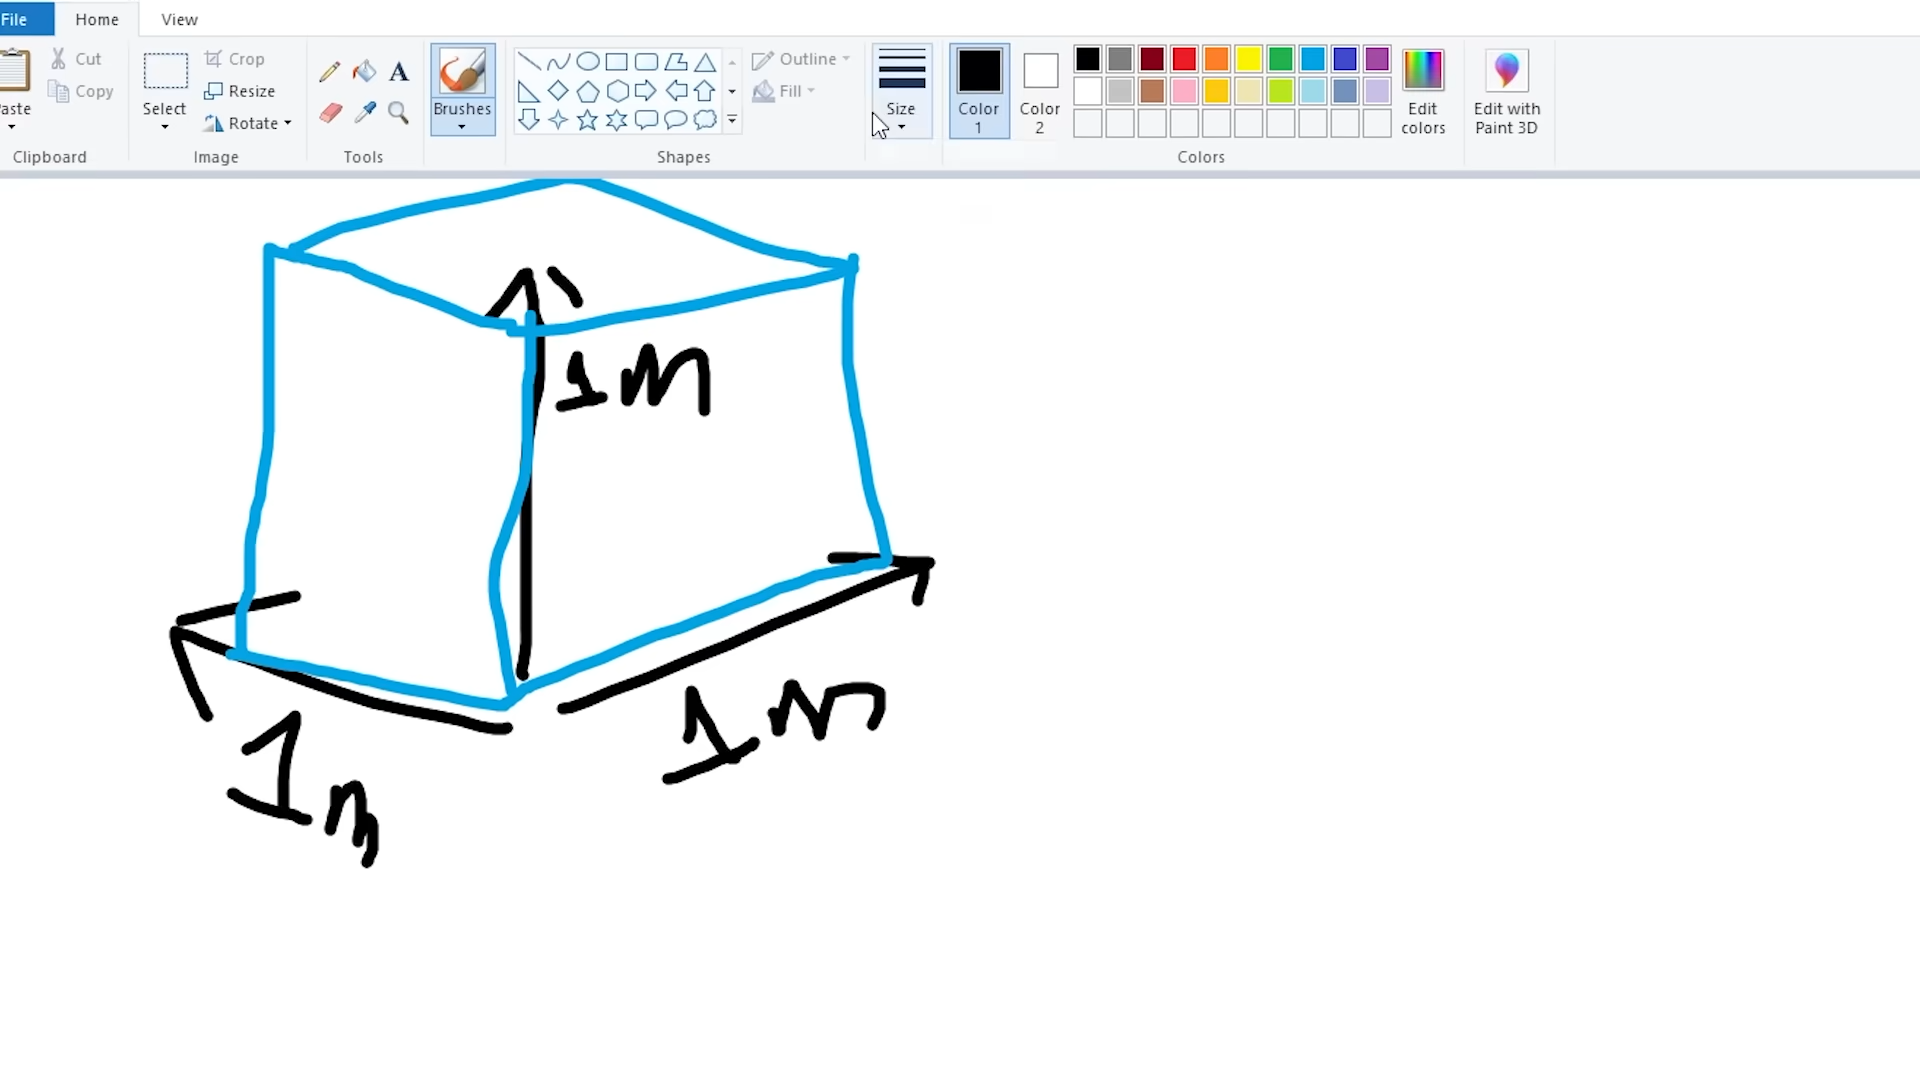 File Home View
Cut
Copy
aste
Clipboard
Select
Crop
Resize
Rotate
Image
A
Tools
Brushes
Outline
Fill
Shapes
Size
Color 1
Color 2
Edit colors
Colors
Edit with Paint 3D
1m
1m
1m